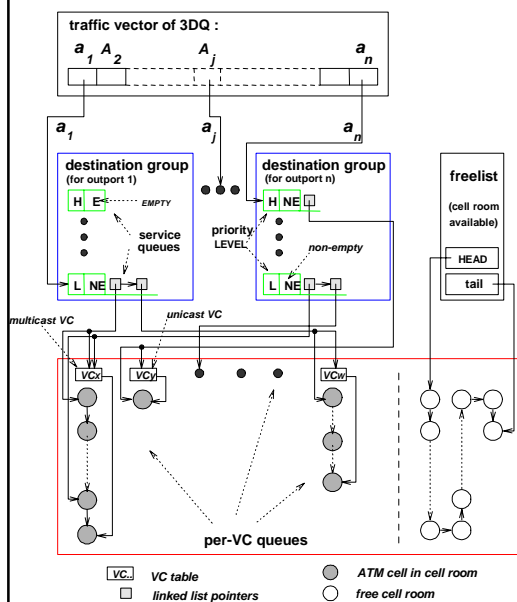 traffic vector of 3DQ :
a 1 A 2 A j a n
a 1 a j a n
destination group
(for outport 1)
H E EMPTY
service
queues
L NE
destination group
(for outport n)
H NE
priority
LEVEL
non-empty
L NE
freelist
(cell room
available)
HEAD
tail
multicast VC
unicast VC
VCx VCy VCw
per-VC queues
VC.. VC table
linked list pointers
ATM cell in cell room
free cell room